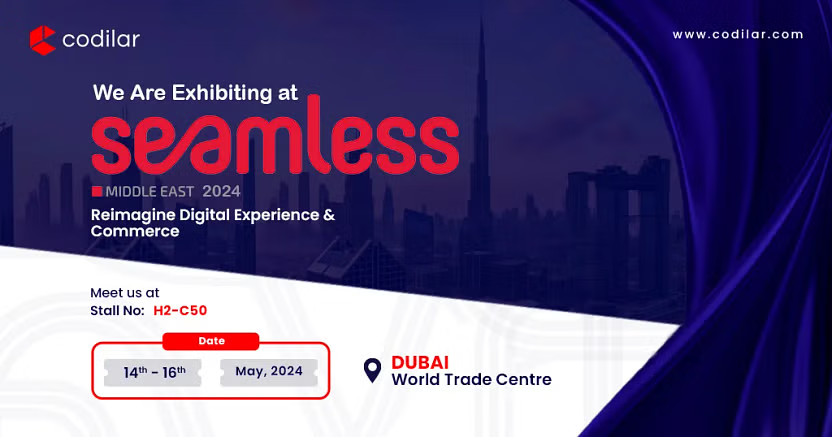 codilar
www.codilar.com
We Are Exhibiting at
seamless
MIDDLE EAST 2024
Reimagine Digital Experience &
Commerce
Meet us at
Stall No: H2-C50
Date
14th - 16th May, 2024
DUBAI
World Trade Centre